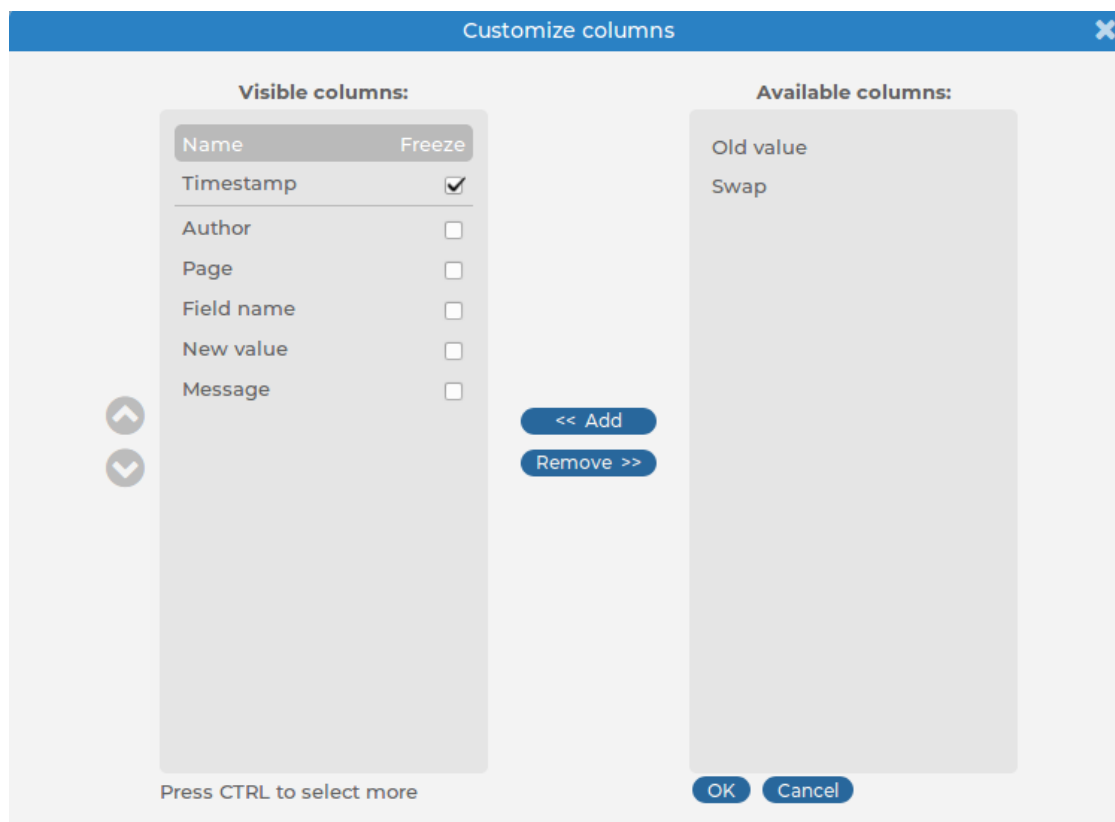 Customize columns
Visible columns:
Name Freeze
Timestamp
Author
Page
Field name
New value
Message
Press CTRL to select more
<< Add
Remove >>
Available columns:
Old value
Swap
OK Cancel